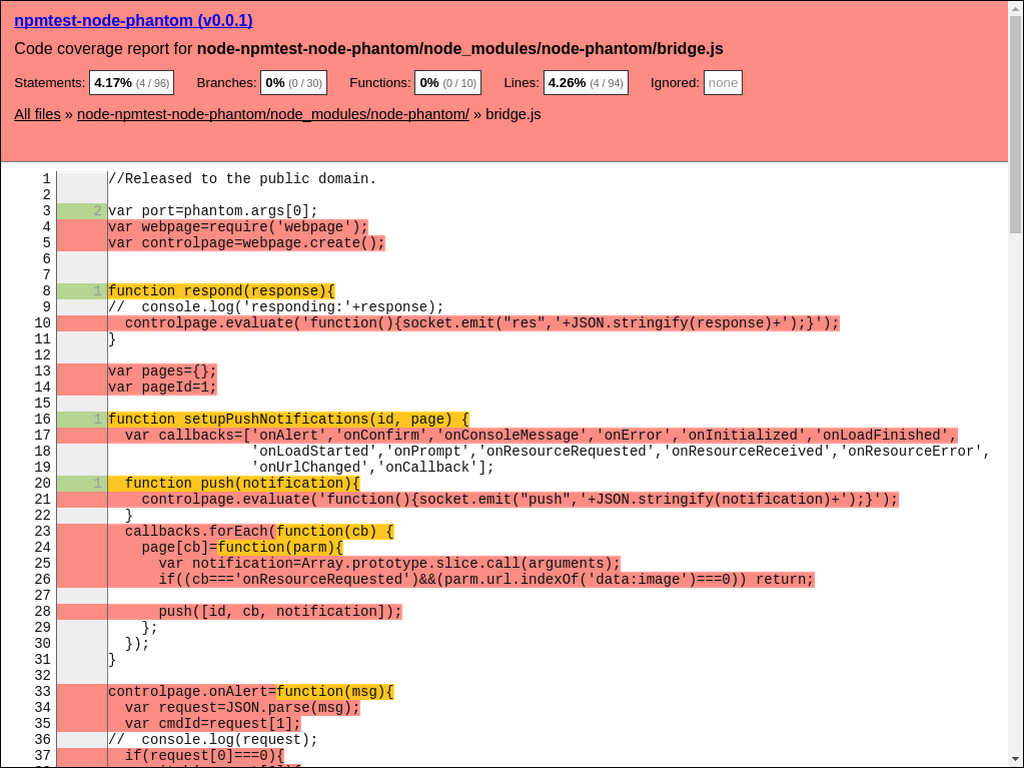 npmtest-node-phantom (v0.0.1)
Code coverage report for node-npmtest-node-phantom/node_modules/node-phantom/bridge.js
Statements: 4.17% (4 / 96) Branches: 0% (0 / 30) Functions: 0% (0 / 10) Lines: 4.26% (4 / 94) Ignored: none
All files » node-npmtest-node-phantom/node_modules/node-phantom/ » bridge.js
1 //Released to the public domain.
2
3 2 var port=phantom.args[0];
4 var webpage=require('webpage');
5 var controlpage=webpage.create();
6
7
8 1 function respond(response){
9 //  console.log('responding:'+response);
10   controlpage.evaluate('function(){socket.emit("res",'+JSON.stringify(response)+');}');
11 }
12
13 var pages={};
14 var pageId=1;
15
16 1 function setupPushNotifications(id, page) {
17   var callbacks=['onAlert','onConfirm','onConsoleMessage','onError','onInitialized','onLoadFinished',
18                  'onLoadStarted','onPrompt','onResourceRequested','onResourceReceived','onResourceError',
19                  'onUrlChanged','onCallback'];
20 1   function push(notification){
21     controlpage.evaluate('function(){socket.emit("push",'+JSON.stringify(notification)+');}');
22   }
23   callbacks.forEach(function(cb) {
24     page[cb]=function(parm){
25       var notification=Array.prototype.slice.call(arguments);
26       if((cb==='onResourceRequested')&&(parm.url.indexOf('data:image')===0)) return;
27
28       push([id, cb, notification]);
29     };
30   });
31 }
32
33 controlpage.onAlert=function(msg){
34   var request=JSON.parse(msg);
35   var cmdId=request[1];
36 //  console.log(request);
37   if(request[0]===0){